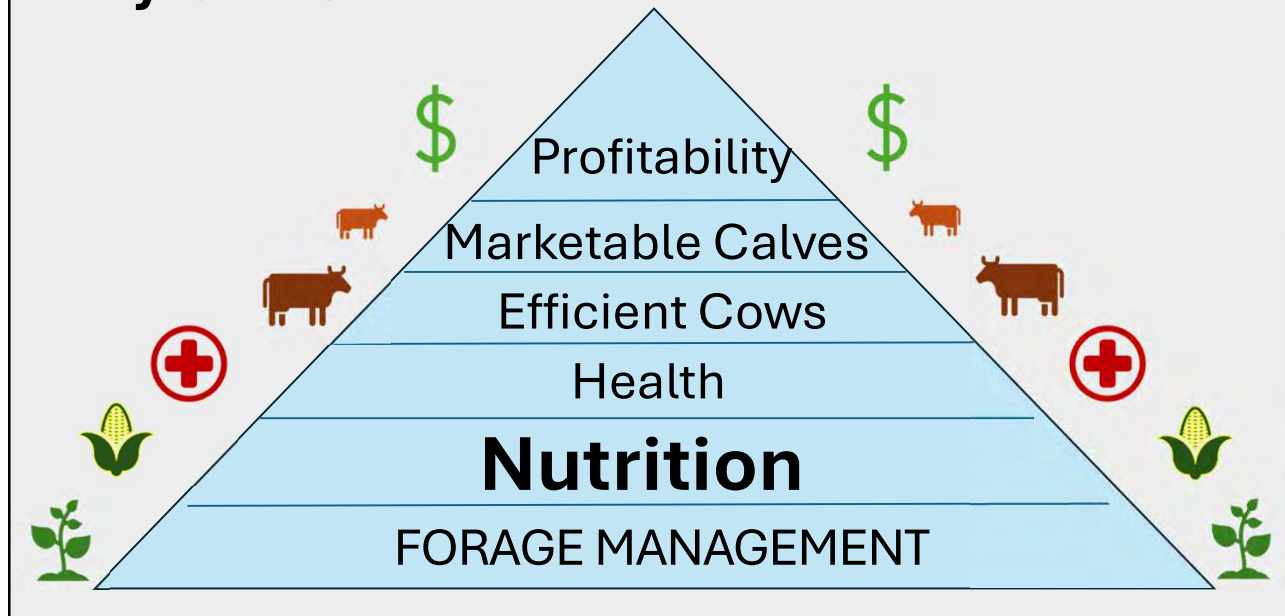 $ $
Profitability
Marketable Calves
Efficient Cows
Health
Nutrition
FORAGE MANAGEMENT